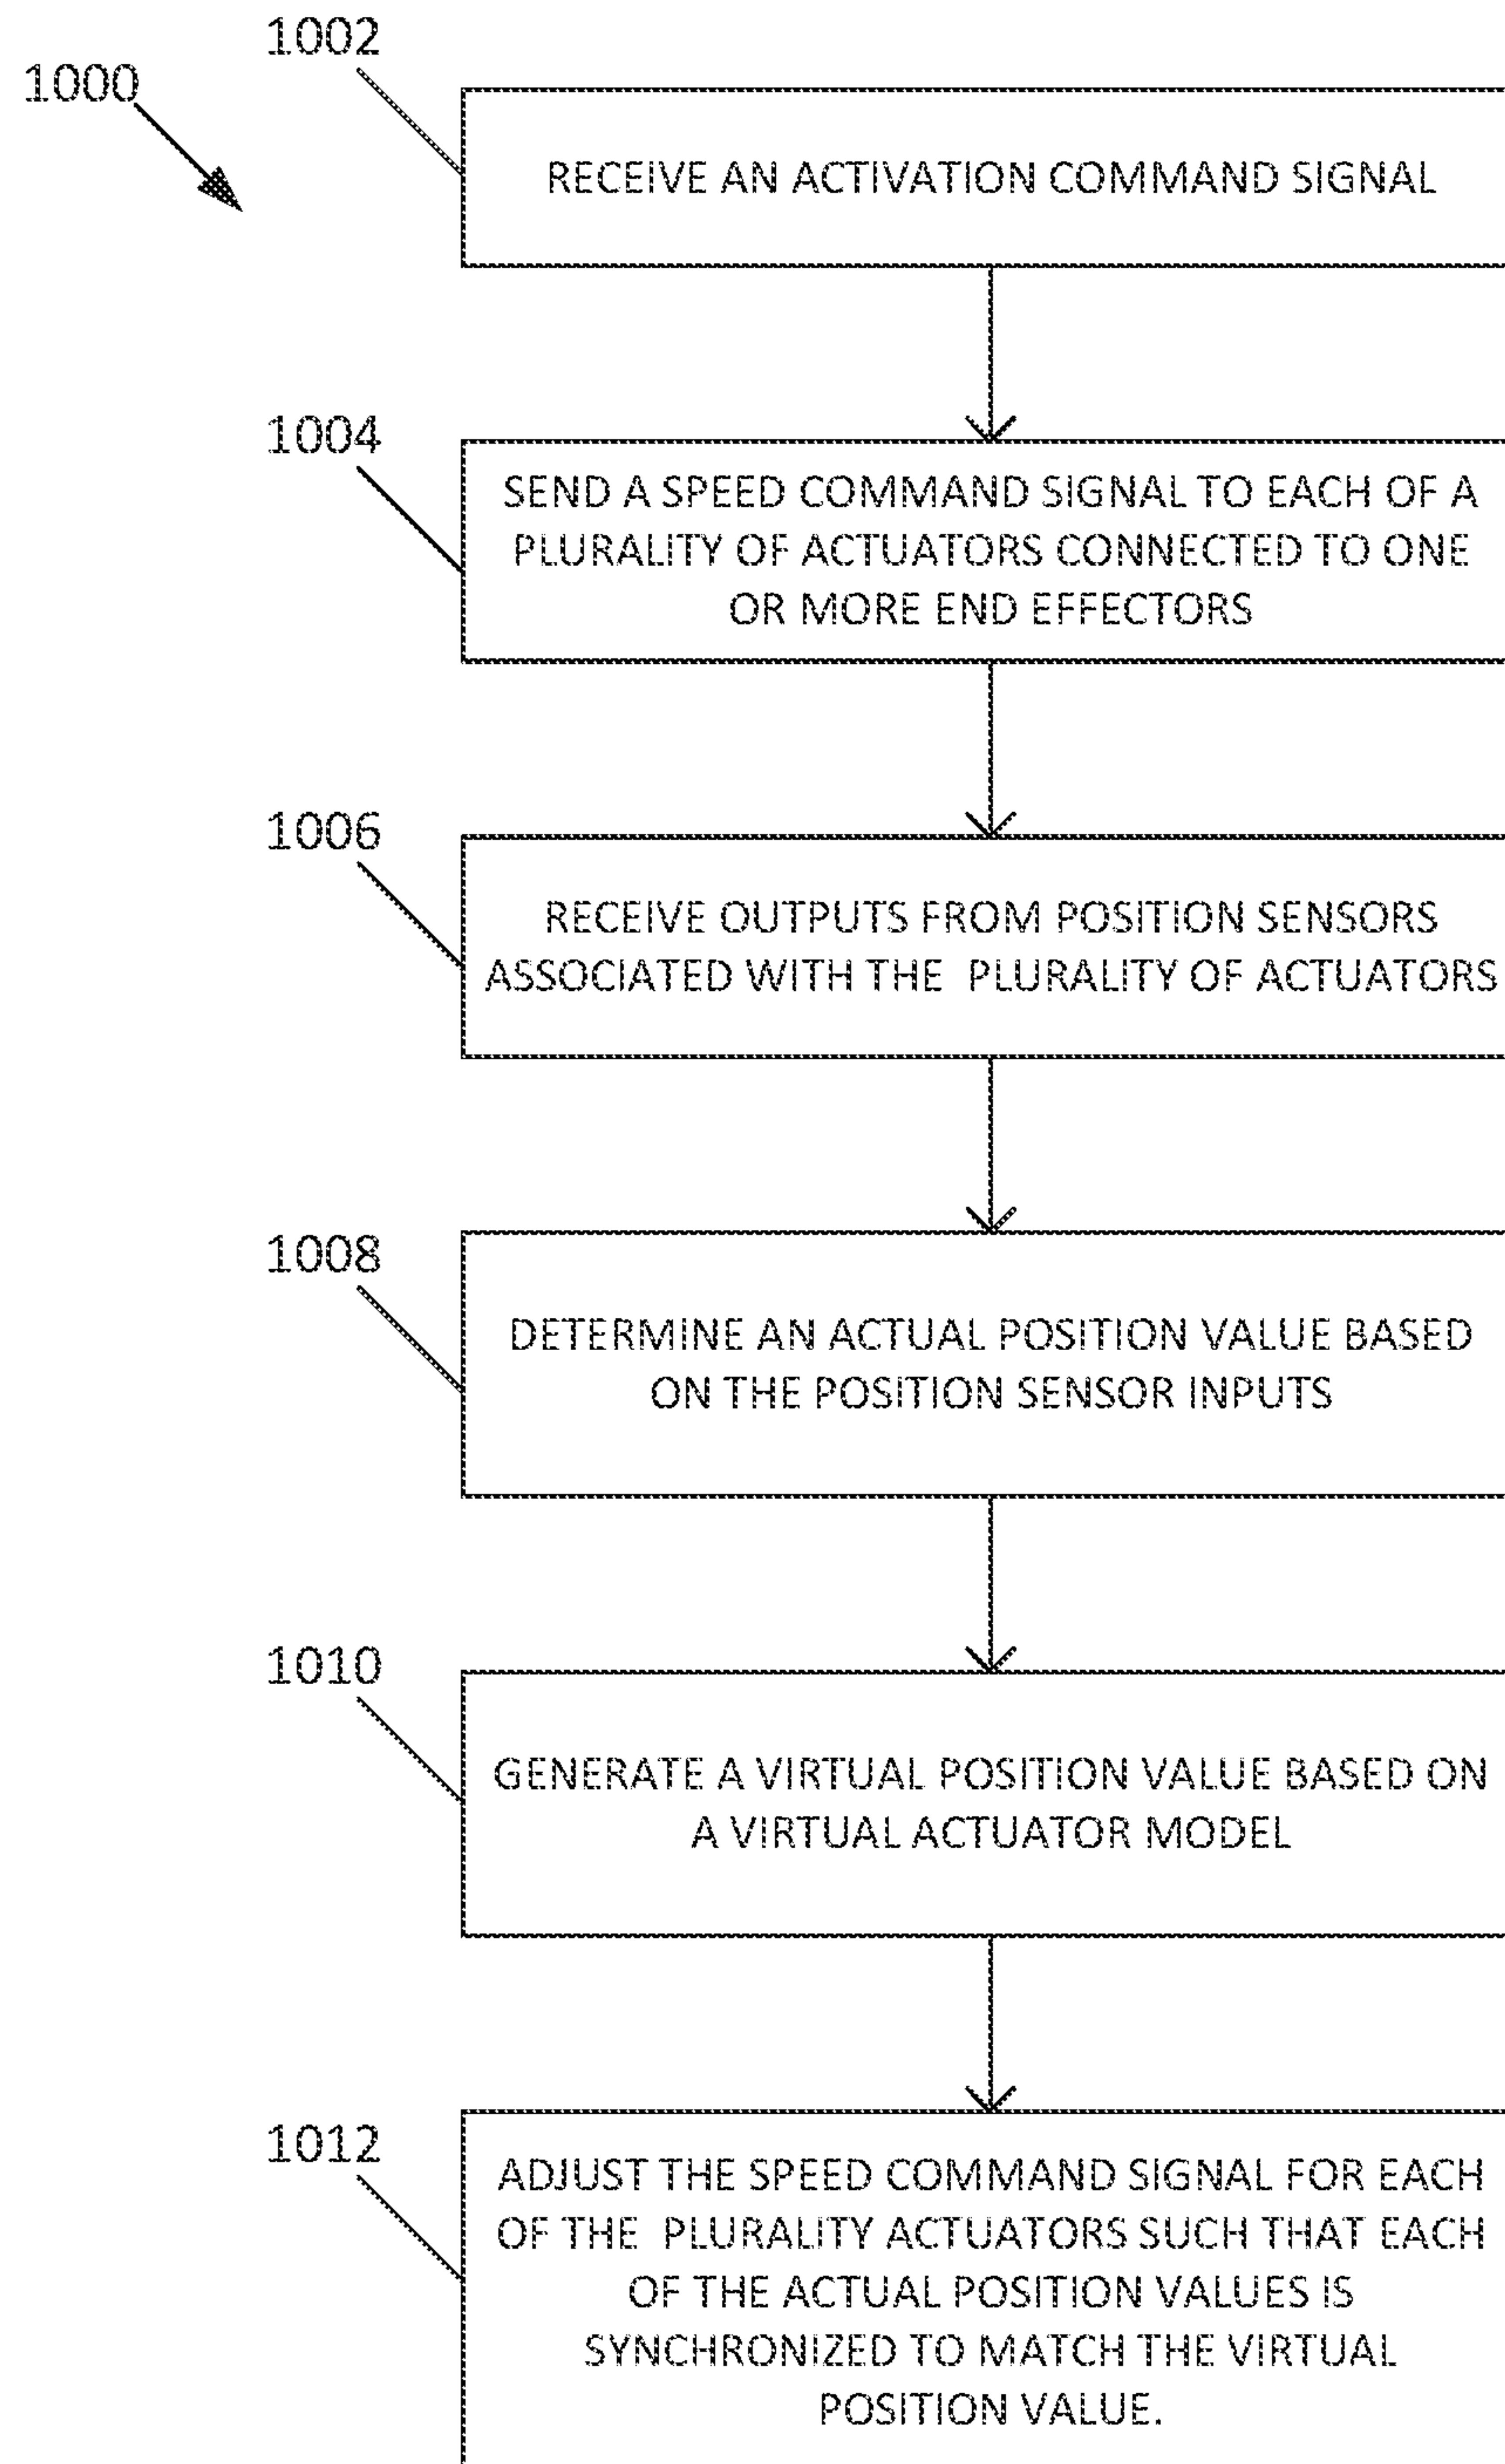 1002
1000
RECEIVE AN ACTIVATION COMMAND SIGNAL
1004
SEND A SPEED COMMAND SIGNAL TO EACH OF A
PLURALITY OF ACTUATORS CONNECTED TO ONE
OR MORE END EFFECTORS
1006
RECEIVE OUTPUTS FROM POSITION SENSORS
ASSOCIATED WITH THE PLURALITY OF ACTUATORS
1008
DETERMINE AN ACTUAL POSITION VALUE BASED
ON THE POSITION SENSOR INPUTS
1010
GENERATE A VIRTUAL POSITION VALUE BASED ON
A VIRTUAL ACTUATOR MODEL
1012
ADJUST THE SPEED COMMAND SIGNAL FOR EACH
OF THE PLURALITY ACTUATORS SUCH THAT EACH
OF THE ACTUAL POSITION VALUES IS
SYNCHRONIZED TO MATCH THE VIRTUAL
POSITION VALUE.